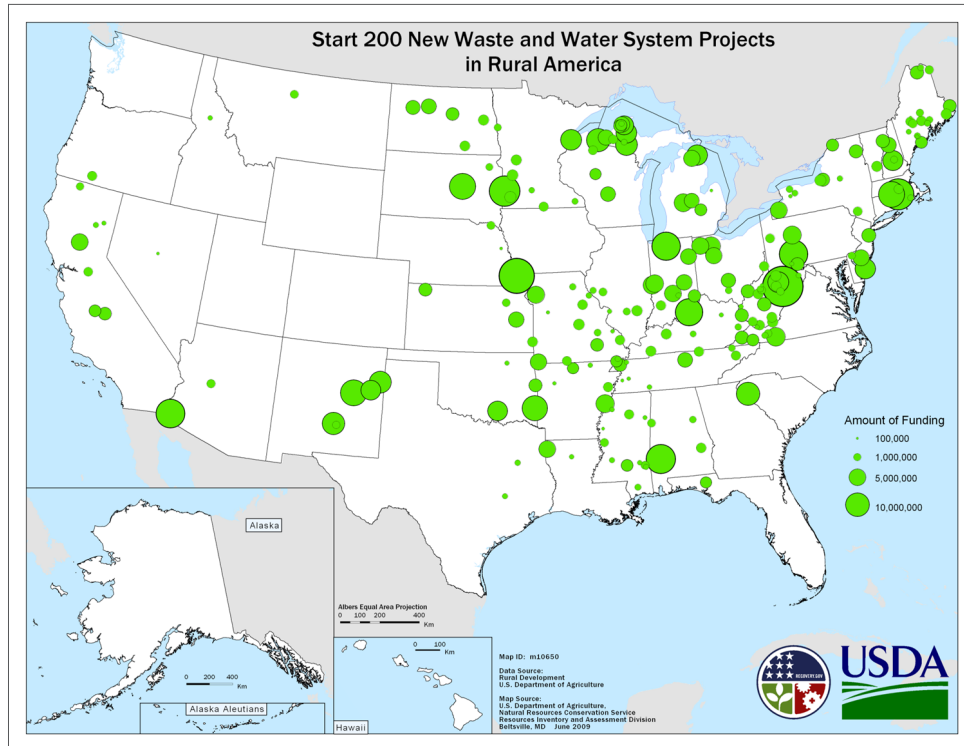 Start 200 New Waste and Water System Projects
in Rural America
Amount of Funding
100,000
1,000,000
5,000,000
10,000,000
Alaska
Albers Equal Area Projection
0 100 200 400
Km
0 100
Km
0 200 400
Km
Alaska Aleutians
Hawaii
Map ID: m10650
Data Source:
Rural Development
U.S. Department of Agriculture
Map Source:
U.S. Department of Agriculture,
Natural Resources Conservation Service
Resources Inventory and Assessment Division
Beltsville, MD June 2009
RECOVERY.GOV
USDA